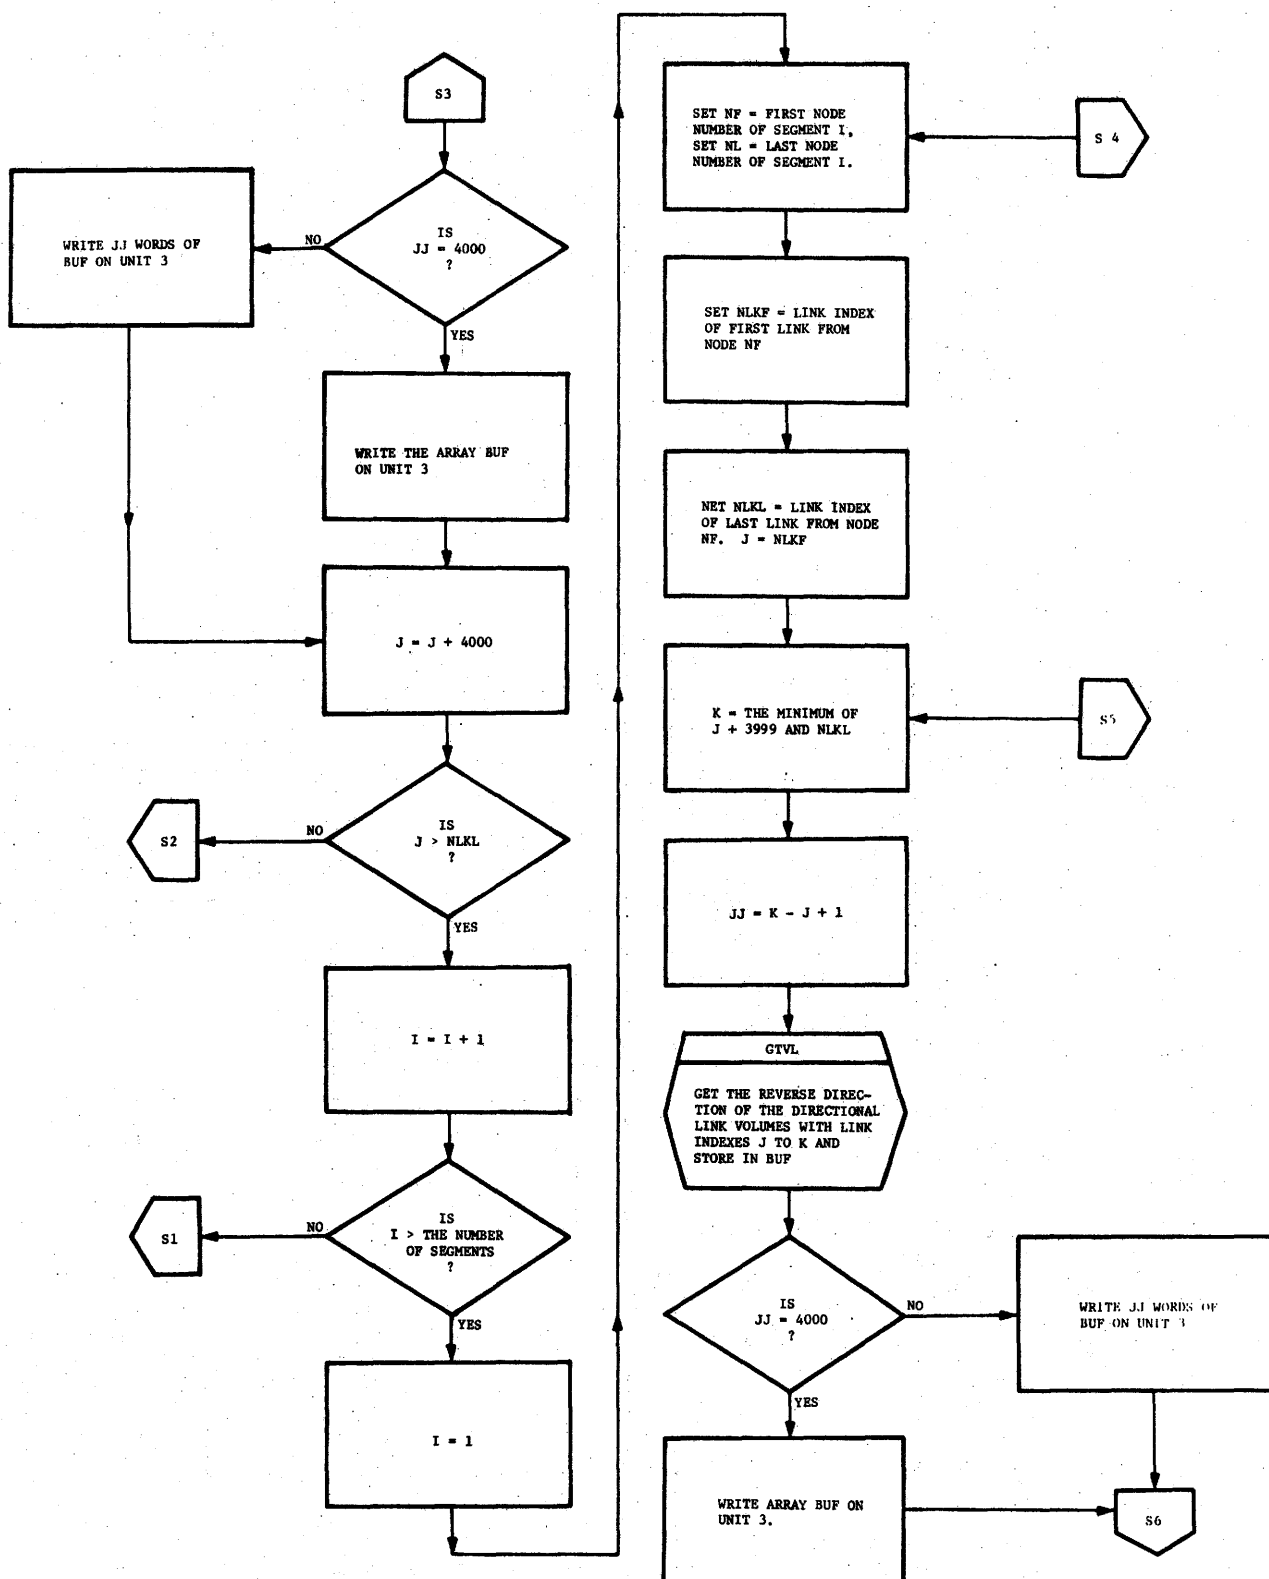 S3
IS
JJ = 4000
?
NO
YES
WRITE JJ WORDS OF
BUF ON UNIT 3
WRITE THE ARRAY BUF
ON UNIT 3
J = J + 4000
IS
J > NLKL
?
NO
YES
S2
I = I + 1
IS
I > THE NUMBER
OF SEGMENTS
?
NO
YES
S1
I = 1
SET NF = FIRST NODE
NUMBER OF SEGMENT I,
SET NL = LAST NODE
NUMBER OF SEGMENT I.
S 4
SET NLKF = LINK INDEX
OF FIRST LINK FROM
NODE NF
NET NLKL = LINK INDEX
OF LAST LINK FROM NODE
NF. J = NLKF
K = THE MINIMUM OF
J + 3999 AND NLKL
S5
JJ = K - J + 1
GTVL
GET THE REVERSE DIREC-
TION OF THE DIRECTIONAL
LINK VOLUMES WITH LINK
INDEXES J TO K AND
STORE IN BUF
IS
JJ = 4000
?
NO
YES
WRITE JJ WORDS OF
BUF ON UNIT 3
WRITE ARRAY BUF ON
UNIT 3.
S6